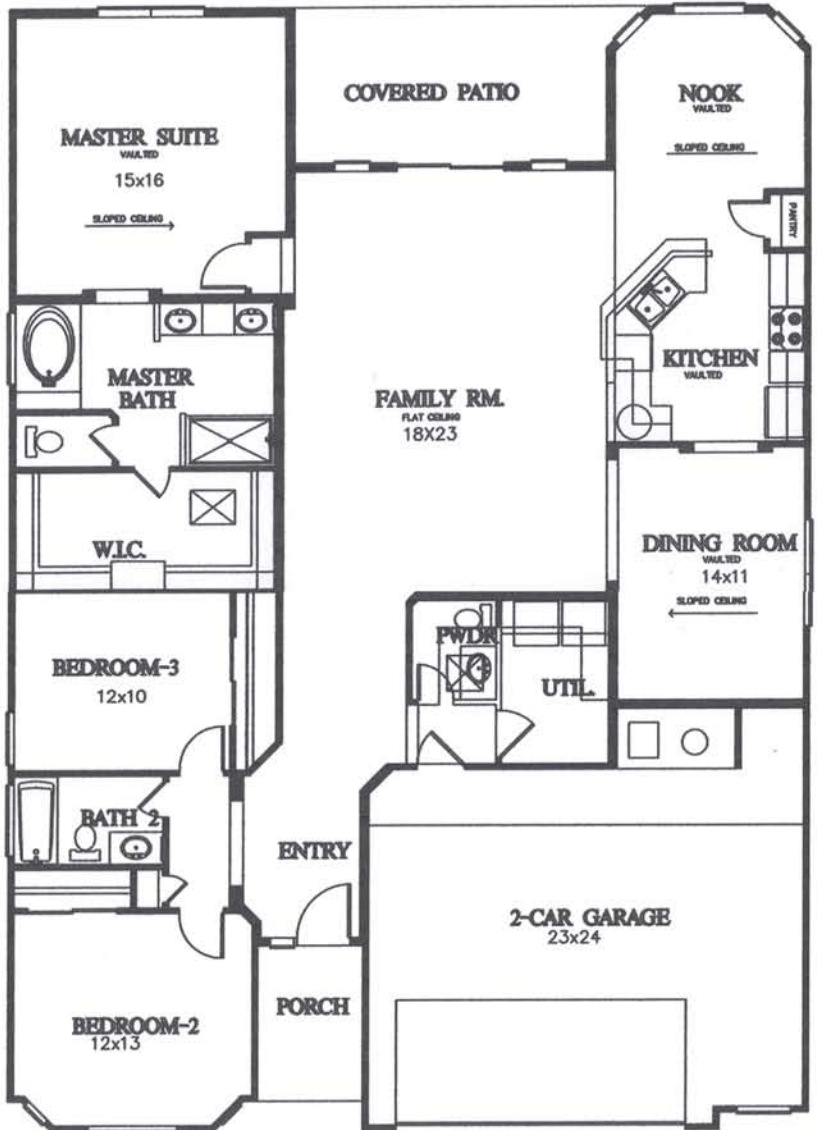 COVERED PATIO
NOOK
VAULTED
SLOPED CEILING
MASTER SUITE
VAULTED
15x16
SLOPED CEILING
PANTRY
MASTER
BATH
KITCHEN
VAULTED
FAMILY RM.
FLAT CEILING
18X23
W.I.C.
DINING ROOM
VAULTED
14x11
SLOPED CEILING
BEDROOM-3
12x10
PWDR
UTIL.
BATH 2
ENTRY
2-CAR GARAGE
23x24
PORCH
BEDROOM-2
12x13